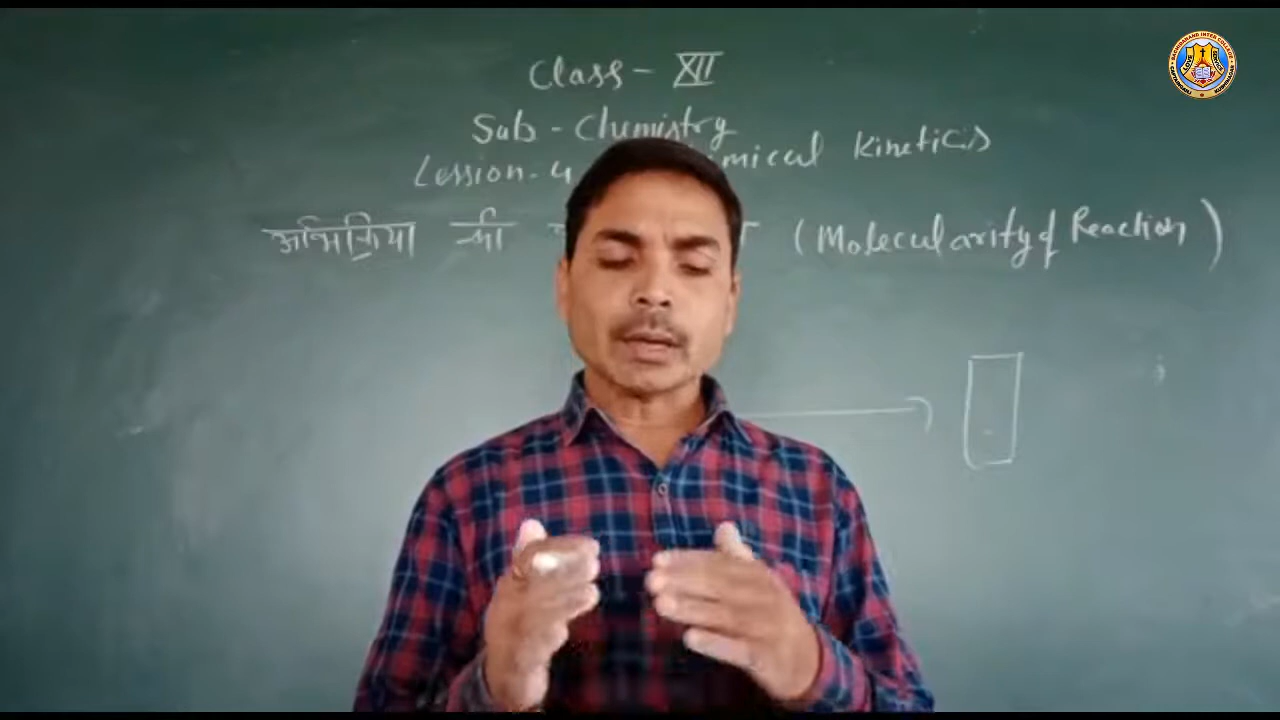 Class - XII
Sub - Chemistry
Lession - 4 mical Kinetics
अभिक्रिया की (Molecularity of Reaction)